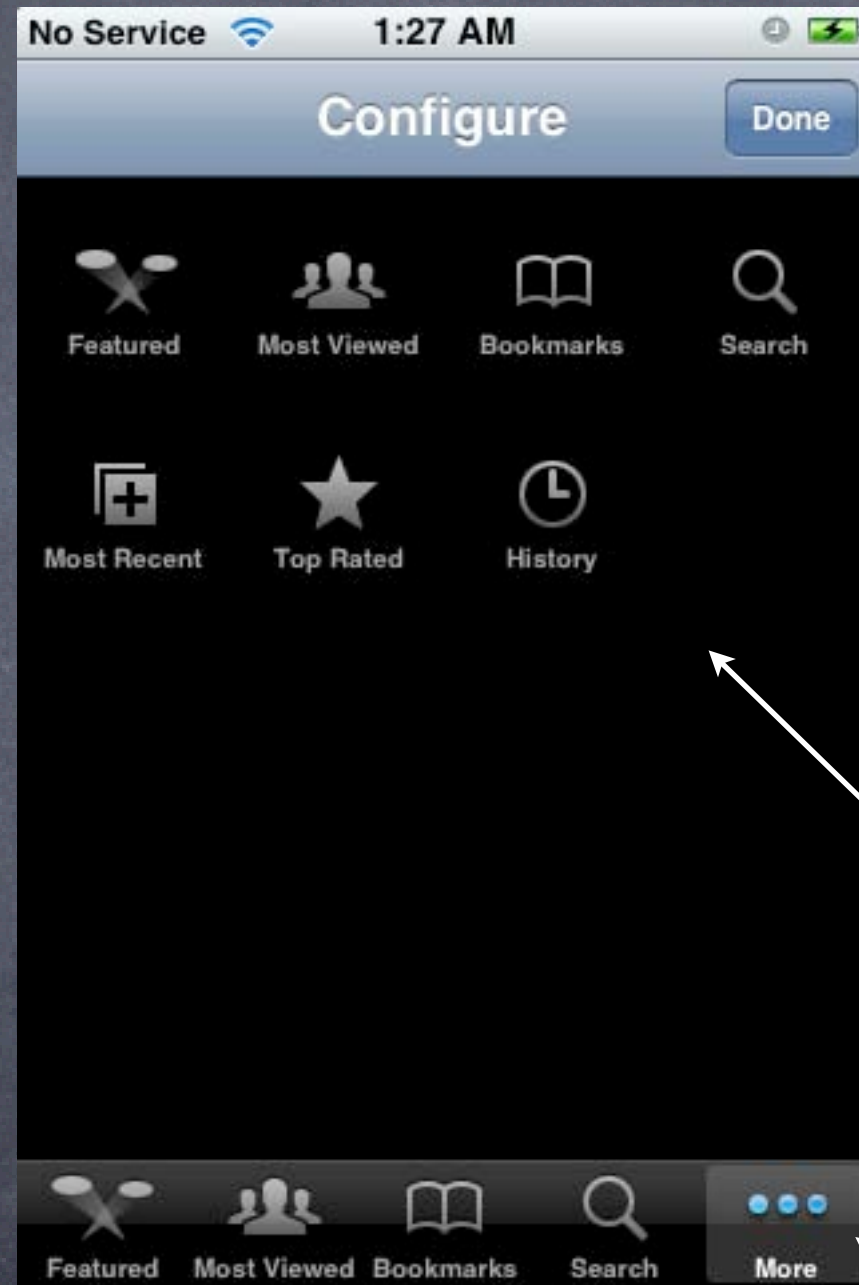 No Service 1:27 AM
Configure Done
Featured Most Viewed Bookmarks Search
Most Recent Top Rated History
Featured Most Viewed Bookmarks Search More